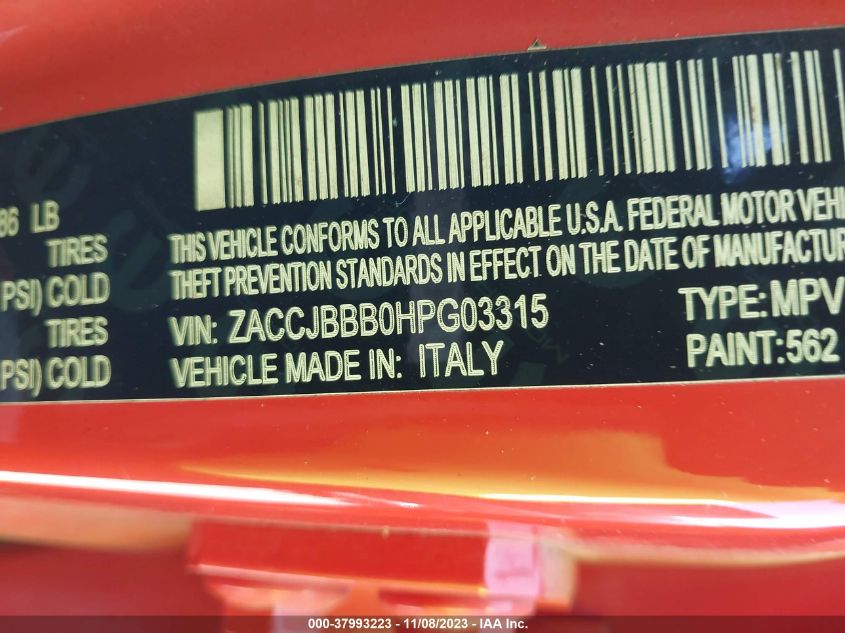 86 LB
TIRES
PSI) COLD
TIRES
(PSI) COLD
THIS VEHICLE CONFORMS TO ALL APPLICABLE U.S.A. FEDERAL MOTOR VEHI
THEFT PREVENTION STANDARDS IN EFFECT ON THE DATE OF MANUFACTUR
VIN: ZACCJBBB0HPG03315 TYPE: MPV
VEHICLE MADE IN: ITALY PAINT: 562
000-37993223 - 11/08/2023 - IAA Inc.